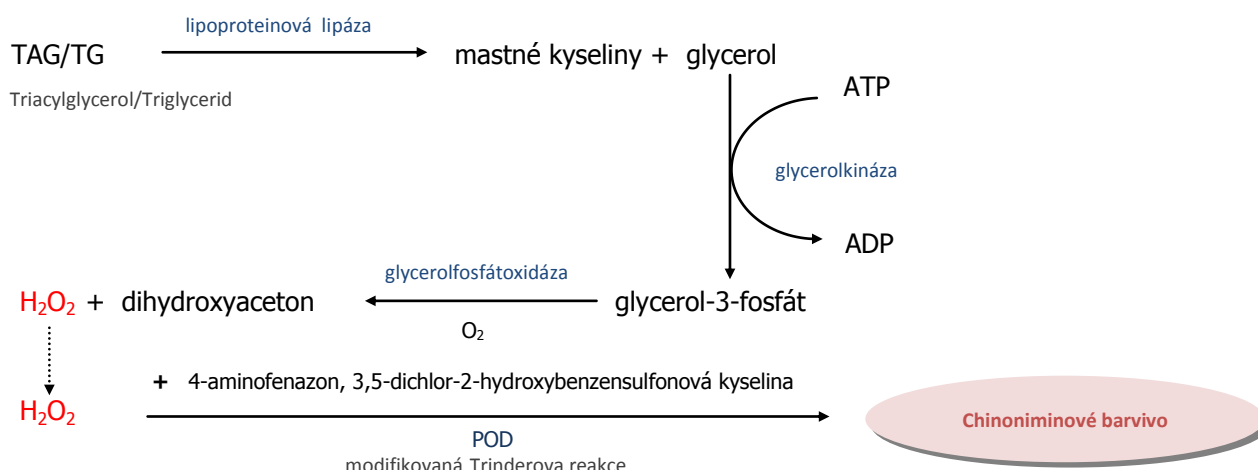 lipoproteinová lipáza
TAG/TG
mastné kyseliny + glycerol
Triacylglycerol/Triglycerid
ATP
glycerolkináza
ADP
glycerolfosfátoxidáza
H₂O₂ + dihydroxyaceton
glycerol-3-fosfát
O₂
+ 4-aminofenazon, 3,5-dichlor-2-hydroxybenzensulfonová kyselina
H₂O₂
Chinoniminové barvivo
POD
modifikovaná Trinderova reakce